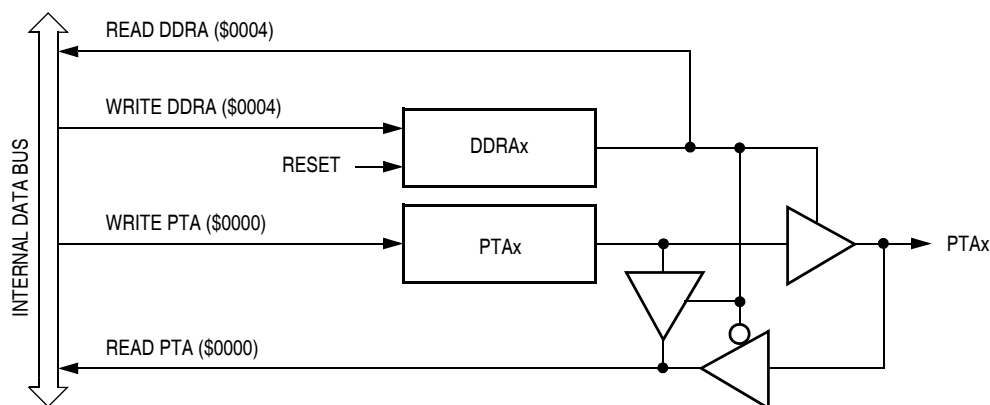 READ DDRA ($0004)
WRITE DDRA ($0004)
DDRAx
RESET
INTERNAL DATA BUS
WRITE PTA ($0000)
PTAx
PTAx
READ PTA ($0000)